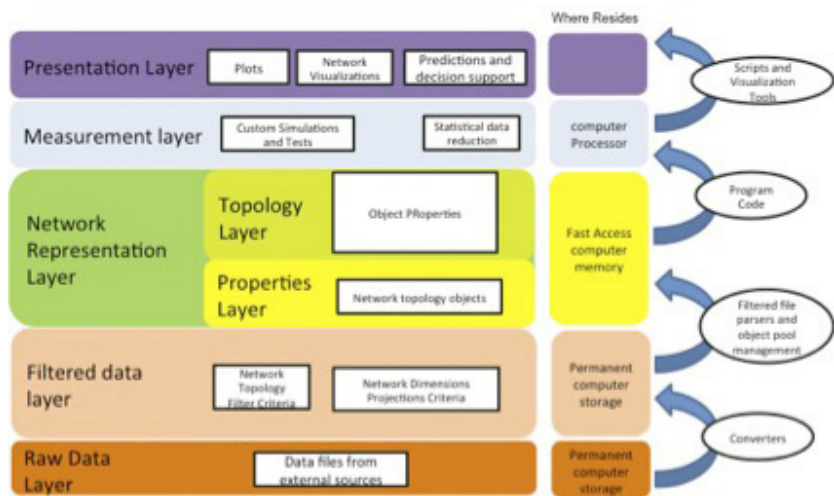 Where Resides
Presentation Layer
Plots
Network
Visualizations
Predictions and
decision support
Scripts and
Visualization
Tools
Measurement layer
Custom Simulations
and Tests
Statistical data
reduction
computer
Processor
Program
Code
Network
Representation
Layer
Topology
Layer
Object PRoperties
Properties
Layer
Network topology objects
Fast Access
computer
memory
Filtered file
parsers and
object pool
management
Filtered data
layer
Network
Topology
Filter Criteria
Network Dimensions
Projections Criteria
Permanent
computer
storage
Converters
Raw Data
Layer
Data files from
external sources
Permanent
computer
storage